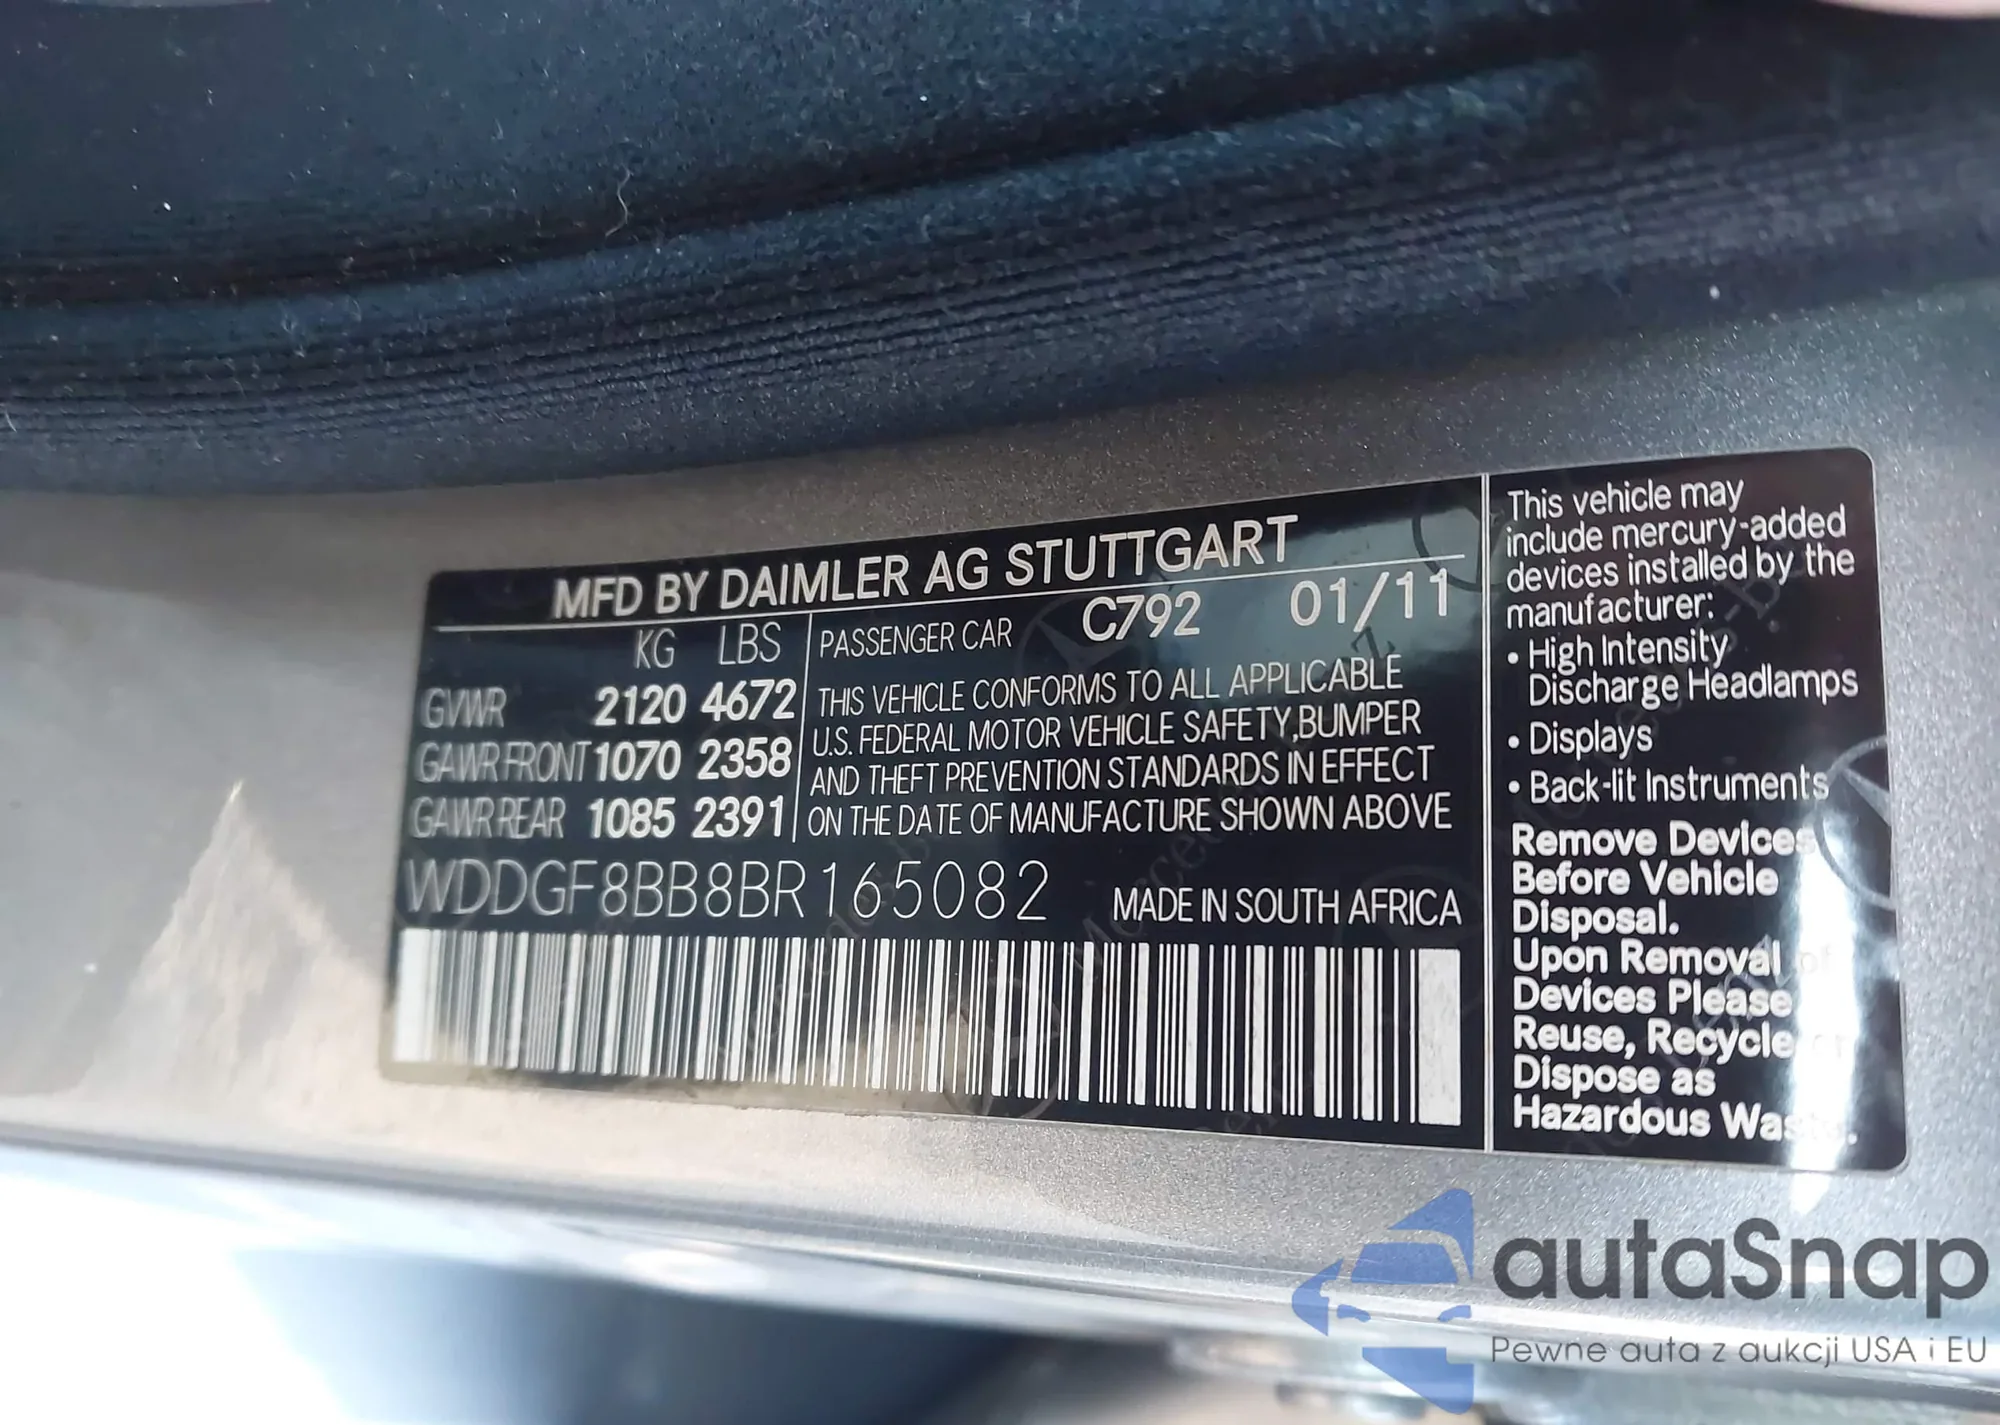 MFD BY DAIMLER AG STUTTGART
KG LBS
GVWR 2120 4672
GAWR FRONT 1070 2358
GAWR REAR 1085 2391
PASSENGER CAR C792 01/11
THIS VEHICLE CONFORMS TO ALL APPLICABLE
U.S. FEDERAL MOTOR VEHICLE SAFETY,BUMPER
AND THEFT PREVENTION STANDARDS IN EFFECT
ON THE DATE OF MANUFACTURE SHOWN ABOVE
WDDGF8BB8BR165082
MADE IN SOUTH AFRICA
This vehicle may
include mercury-added
devices installed by the
manufacturer:
• High Intensity
Discharge Headlamps
• Displays
• Back-lit Instruments
Remove Devices
Before Vehicle
Disposal.
Upon Removal of
Devices Please
Reuse, Recycle or
Dispose as
Hazardous Waste.
autaSnap
Pewne auta z aukcji USA i EU